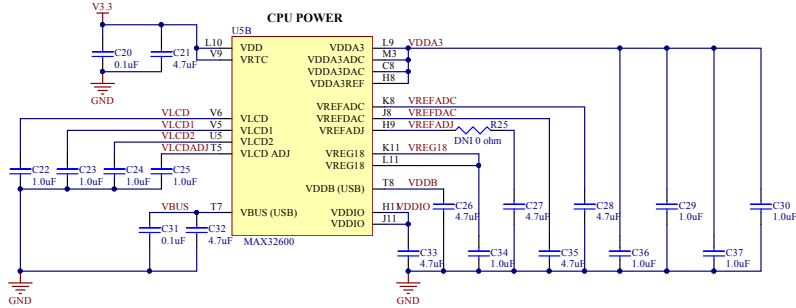 CPU POWER
V3.3
U5B
C20
0.1uF
C21
4.7uF
GND
L10
V9
VDD
VRTC
VDDA3
VDDA3ADC
VDDA3DAC
VDDA3REF
L9
M3
C8
H8
VDDA3
VLCD V6
VLCD1 V5
VLCD2 U5
VLCDADJ T5
VLCD
VLCD1
VLCD2
VLCD ADJ
VREFADC
VREFDAC
VREFADJ
VREG18
VREG18
K8 VREFADC
J8 VREFDAC
H9 VREFADJ
R25
DNI 0 ohm
K11 VREG18
L11
C22
1.0uF
C23
1.0uF
C24
1.0uF
C25
1.0uF
VDDB (USB)
T8 VDDB
VBUS T7
VBUS (USB)
VDDIO
VDDIO
H11 VDDIO
J11
MAX32600
C31
0.1uF
C32
4.7uF
C26
4.7uF
C27
4.7uF
C28
4.7uF
C29
1.0uF
C30
1.0uF
C33
4.7uF
C34
1.0uF
C35
4.7uF
C36
1.0uF
C37
1.0uF
GND
GND